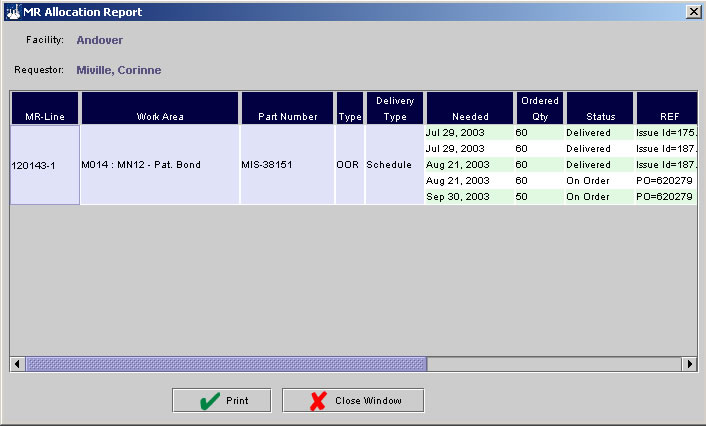 MR Allocation Report
Facility: Andover
Requestor: Miville, Corinne
MR-Line Work Area Part Number Type Delivery Type Needed Ordered Qty Status REF
120143-1 M014 : MN12 - Pat. Bond MIS-38151 OOR Schedule
Jul 29, 2003 60 Delivered Issue Id=175.
Jul 29, 2003 60 Delivered Issue Id=187.
Aug 21, 2003 60 Delivered Issue Id=187.
Aug 21, 2003 60 On Order PO=620279
Sep 30, 2003 50 On Order PO=620279
Print Close Window